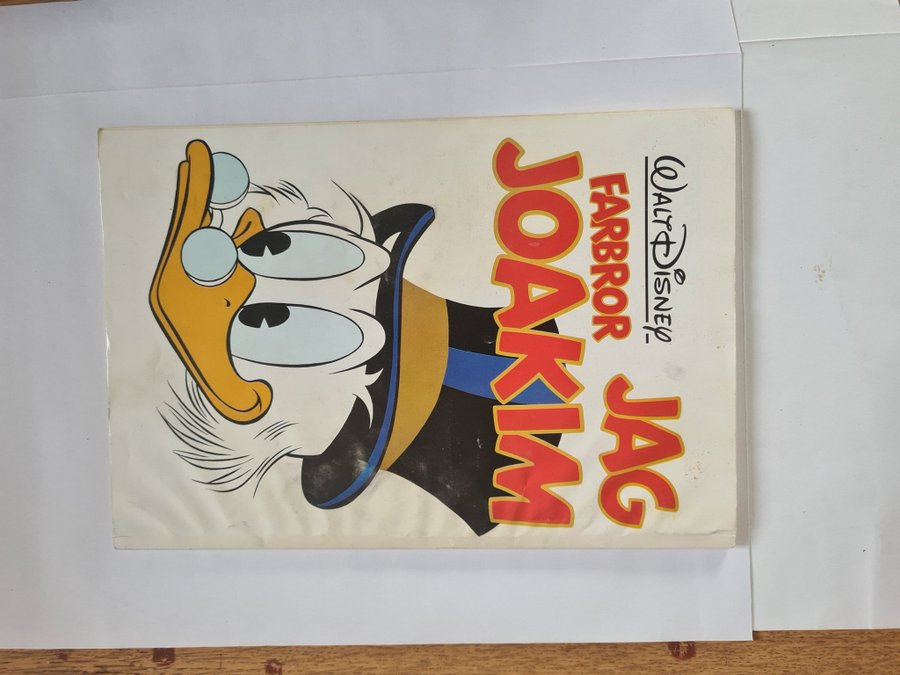 WALT DISNEY
JAG
FARBROR
JOAKIM